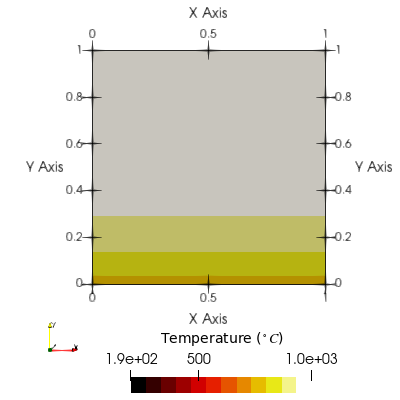 X Axis
0 0.5 1
1 1
0.8 0.8
0.6 0.6
Y Axis Y Axis
0.4 0.4
0.2 0.2
0 0
0 0.5 1
X Axis
Temperature (°C)
1.9e+02 500 1.0e+03